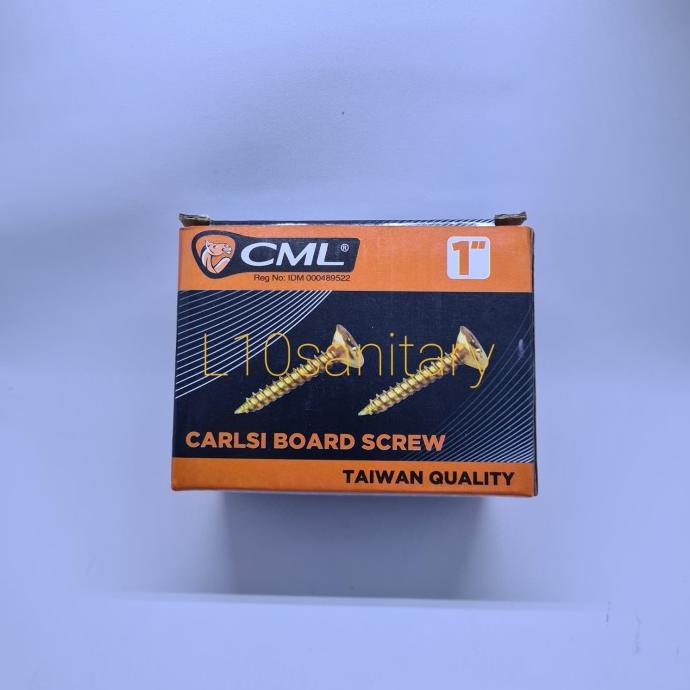 CML®
Reg No: IDM 000489522
1"
L10sanitary
CARLSI BOARD SCREW
TAIWAN QUALITY